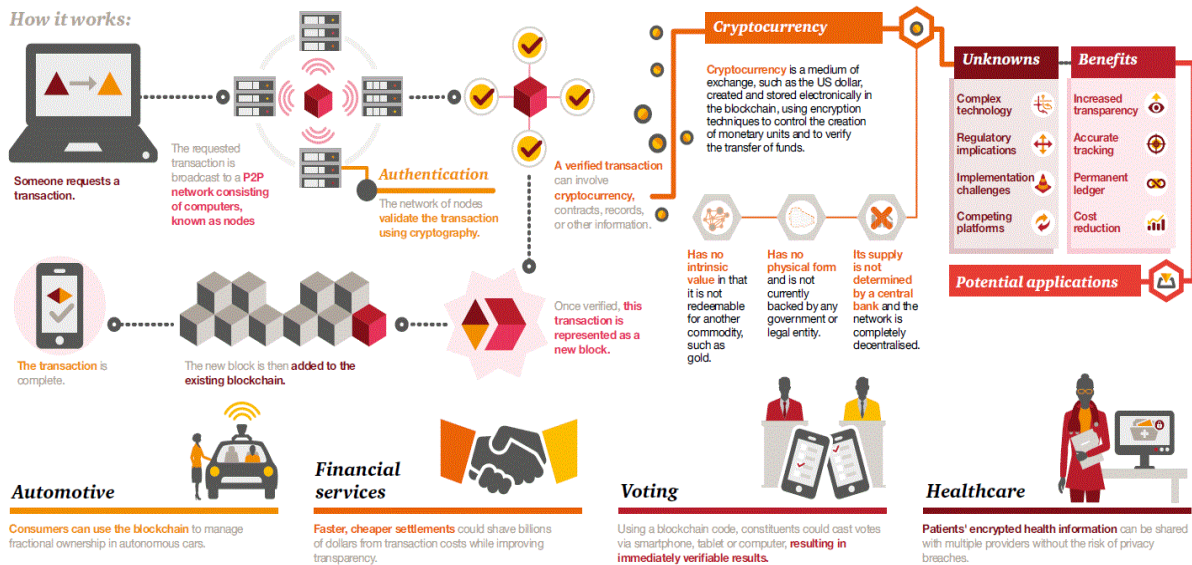 How it works:
Someone requests a
transaction.
The requested
transaction is
broadcast to a P2P
network consisting
of computers,
known as nodes
Authentication
The network of nodes
validate the transaction
using cryptography.
A verified transaction
can involve
cryptocurrency,
contracts, records,
or other information.
Cryptocurrency
Cryptocurrency is a medium of
exchange, such as the US dollar,
created and stored electronically in
the blockchain, using encryption
techniques to control the creation
of monetary units and to verify
the transfer of funds.
Has no
intrinsic
value in that
it is not
redeemable
for another
commodity,
such as
gold.
Has no
physical form
and is not
currently
backed by any
government or
legal entity.
Its supply
is not
determined
by a central
bank and the
network is
completely
decentralised.
Unknowns
Complex
technology
Regulatory
implications
Implementation
challenges
Competing
platforms
Benefits
Increased
transparency
Accurate
tracking
Permanent
ledger
Cost
reduction
Potential applications
Once verified, this
transaction is
represented as a
new block.
The new block is then added to the
existing blockchain.
The transaction is
complete.
Automotive
Consumers can use the blockchain to manage
fractional ownership in autonomous cars.
Financial
services
Faster, cheaper settlements could shave billions
of dollars from transaction costs while improving
transparency.
Voting
Using a blockchain code, constituents could cast votes
via smartphone, tablet or computer, resulting in
immediately verifiable results.
Healthcare
Patients' encrypted health information can be shared
with multiple providers without the risk of privacy
breaches.